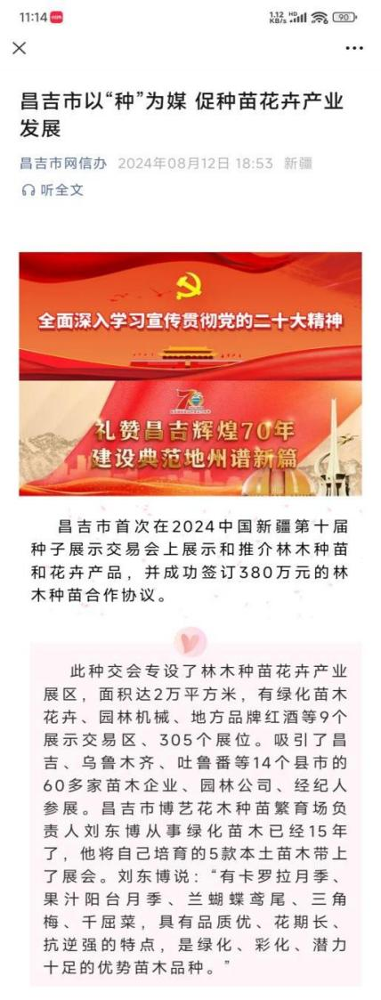 11:14
1.12 KB/s HD 90
昌吉市以“种”为媒 促种苗花卉产业
发展
昌吉市网信办 2024年08月12日 18:53 新疆
听全文
全面深入学习宣传贯彻党的二十大精神
70
礼赞昌吉辉煌70年
建设典范地州谱新篇
昌吉市首次在2024中国新疆第十届
种子展示交易会上展示和推介林木种苗
和花卉产品，并成功签订380万元的林
木种苗合作协议。
此种交会专设了林木种苗花卉产业
展区，面积达2万平方米，有绿化苗木
花卉、园林机械、地方品牌红酒等9个
展示交易区、305个展位。吸引了昌
吉、乌鲁木齐、吐鲁番等14个县市的
60多家苗木企业、园林公司、经纪人
参展。昌吉市博艺花木种苗繁育场负
责人刘东博从事绿化苗木已经15年
了，他将自己培育的5款本土苗木带上
了展会。刘东博说：“有卡罗拉月季、
果汁阳台月季、兰蝴蝶鸢尾、三角
梅、千屈菜，具有品质优、花期长、
抗逆强的特点，是绿化、彩化、潜力
十足的优势苗木品种。”